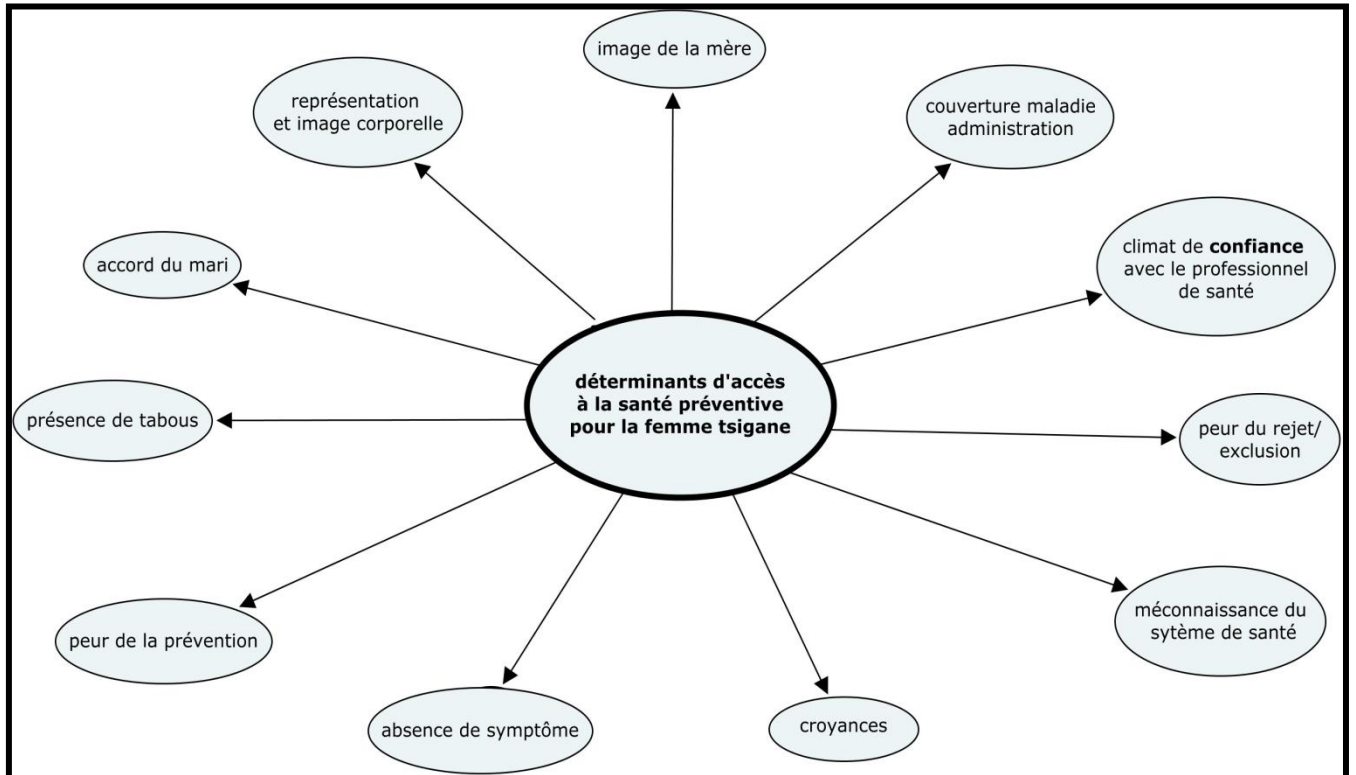 image de la mère
représentation
et image corporelle
couverture maladie
administration
climat de confiance
avec le professionnel
de santé
accord du mari
déterminants d'accès
à la santé préventive
pour la femme tsigane
présence de tabous
peur du rejet/
exclusion
méconnaissance du
sytème de santé
peur de la prévention
absence de symptôme
croyances